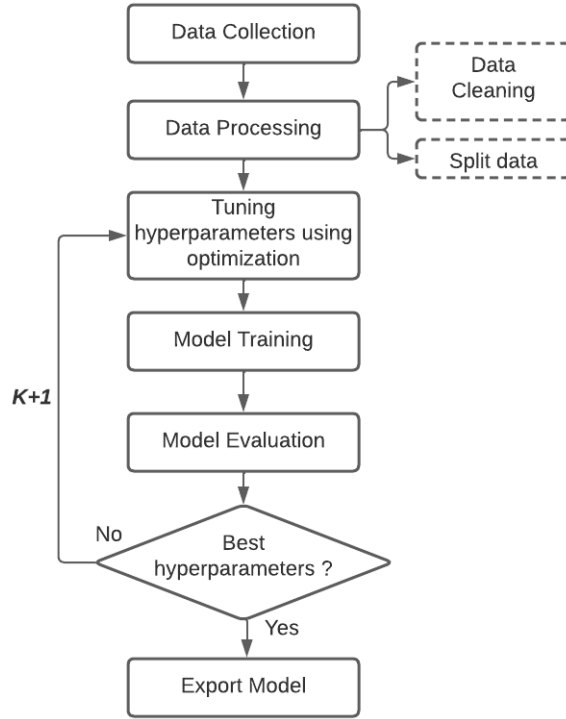 Data Collection
Data Processing
Data
Cleaning
Split data
Tuning
hyperparameters using
optimization
Model Training
K+1
Model Evaluation
No
Best
hyperparameters ?
Yes
Export Model